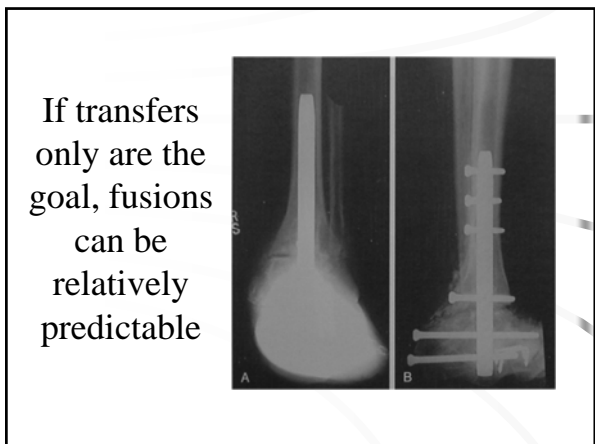 If transfers
only are the
goal, fusions
can be
relatively
predictable
R
S
A
B